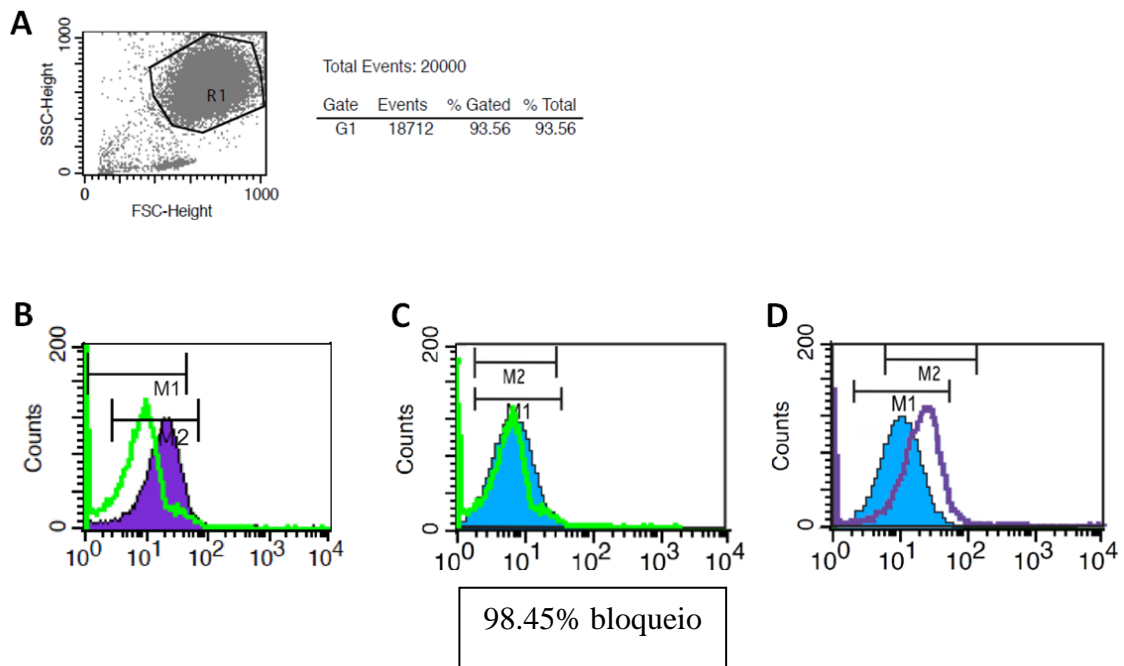 A
1000
SSC-Height
0
R1
0 1000
FSC-Height
Total Events: 20000
Gate Events % Gated % Total
G1 18712 93.56 93.56
B
200
Counts
0
M1
M2
10^0 10^1 10^2 10^3 10^4
C
200
Counts
0
M2
M1
10^0 10^1 10^2 10^3 10^4
98.45% bloqueio
D
200
Counts
0
M2
M1
10^0 10^1 10^2 10^3 10^4